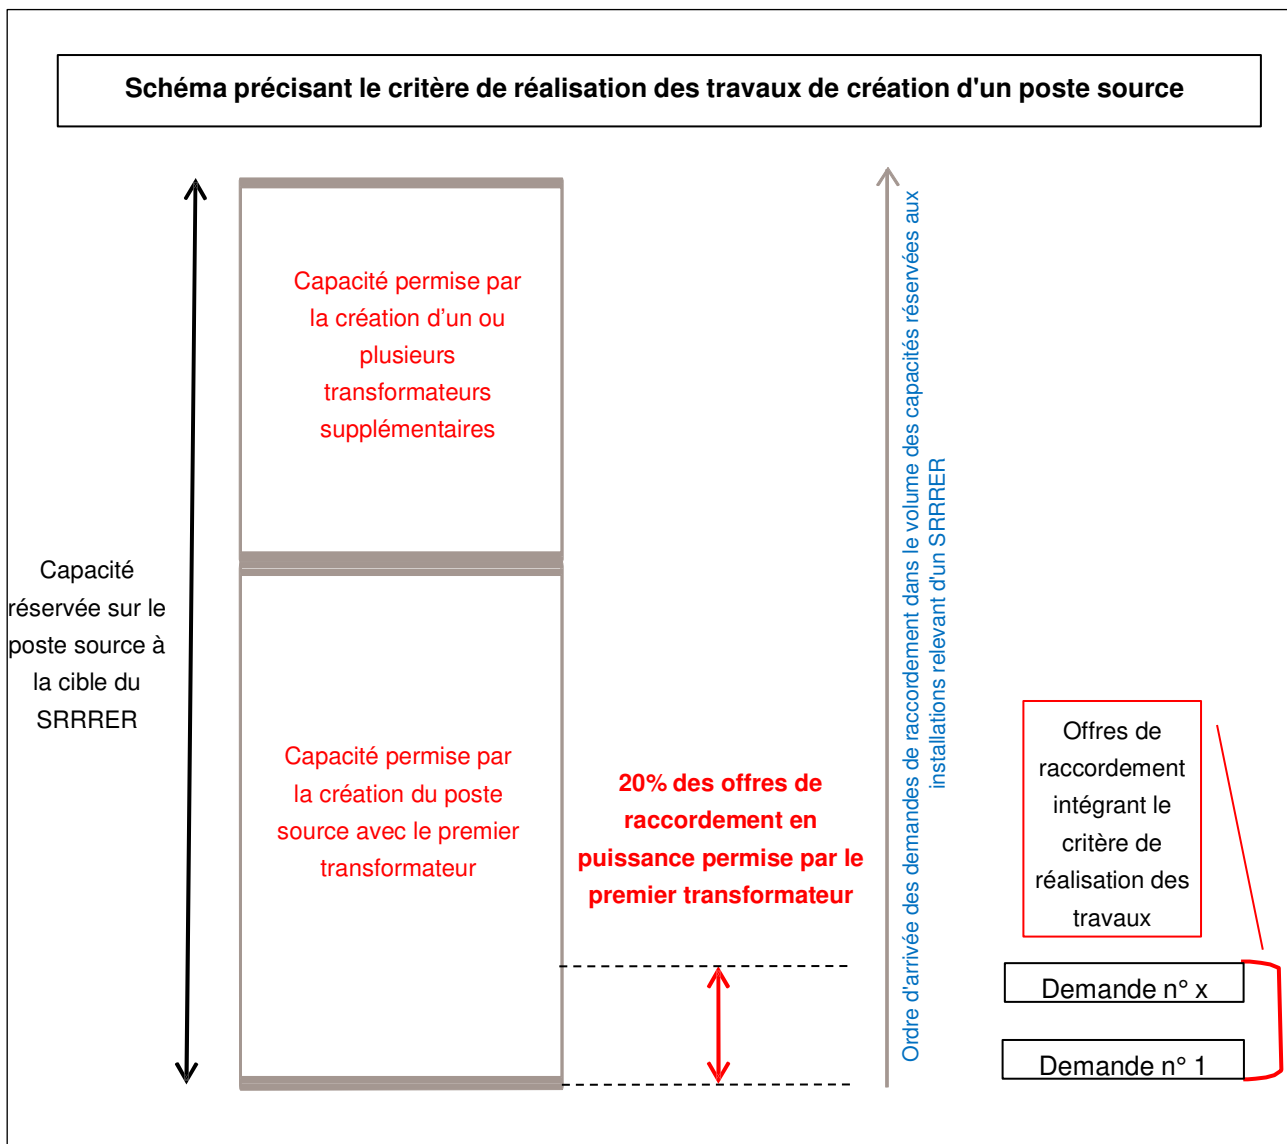 Schéma précisant le critère de réalisation des travaux de création d'un poste source
Capacité permise par
la création d'un ou
plusieurs
transformateurs
supplémentaires
Capacité
réservée sur le
poste source à
la cible du
SRRRER
Capacité permise par
la création du poste
source avec le premier
transformateur
20% des offres de
raccordement en
puissance permise par le
premier transformateur
Ordre d'arrivée des demandes de raccordement dans le volume des capacités réservées aux
installations relevant d'un SRRRER
Offres de
raccordement
intégrant le
critère de
réalisation des
travaux
Demande n° x
Demande n° 1